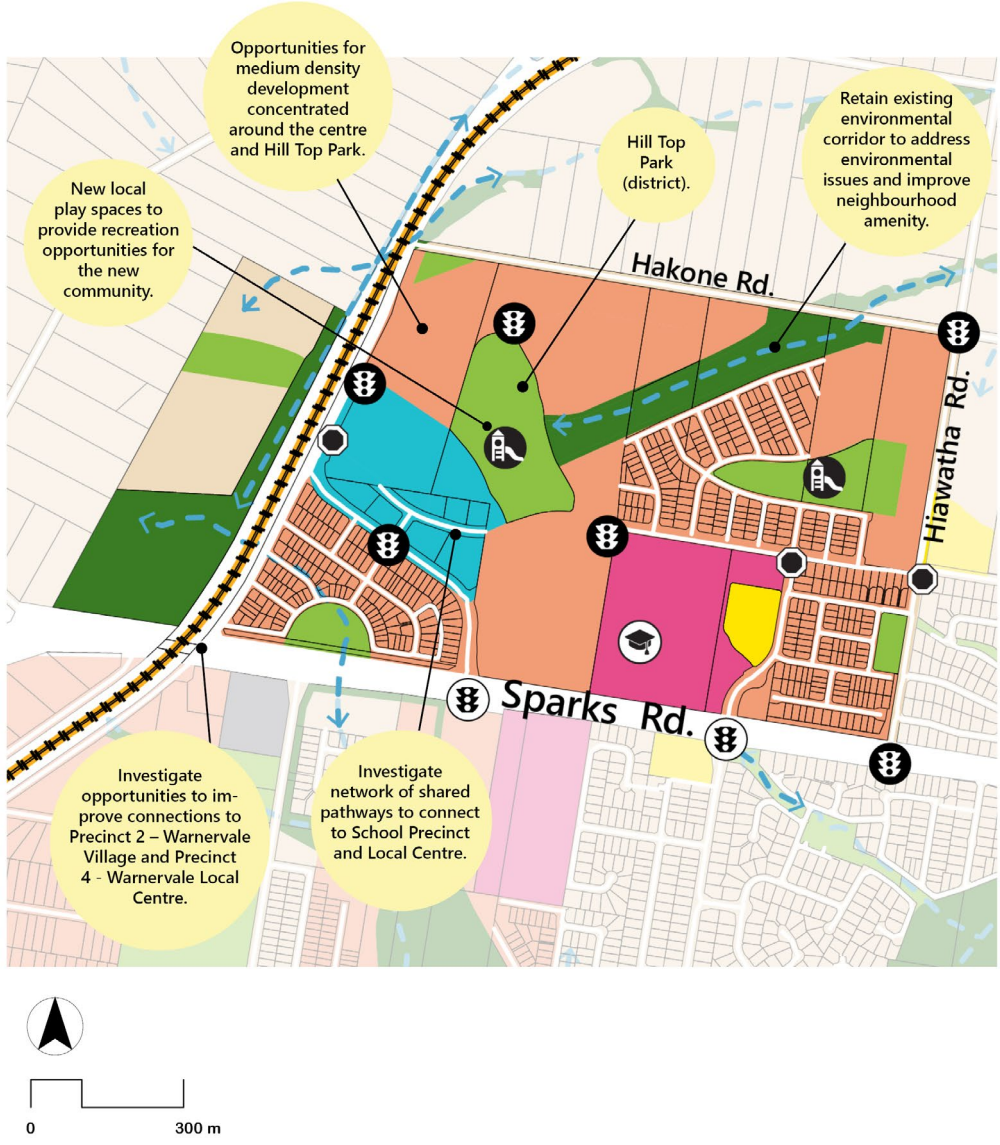 Opportunities for
medium density
development
concentrated
around the centre
and Hill Top Park.
Hill Top
Park
(district).
Retain existing
environmental
corridor to address
environmental
issues and improve
neighbourhood
amenity.
New local
play spaces to
provide recreation
opportunities for
the new
community.
Hakone Rd.
Hiawatha Rd.
Sparks Rd.
Investigate
opportunities to im-
prove connections to
Precinct 2 – Warnervale
Village and Precinct
4 - Warnervale Local
Centre.
Investigate
network of shared
pathways to connect
to School Precinct
and Local Centre.
0 300 m